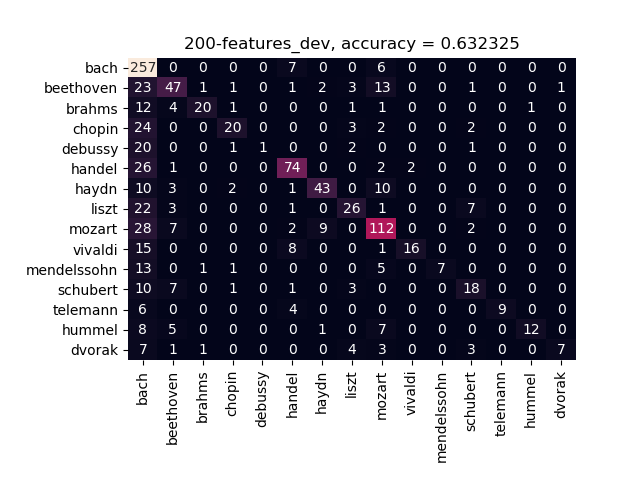 200-features_dev, accuracy = 0.632325
bach 257 0 0 0 0 7 0 0 6 0 0 0 0 0 0
beethoven 23 47 1 1 0 1 2 3 13 0 0 1 0 0 1
brahms 12 4 20 1 0 0 0 1 1 0 0 0 0 1 0
chopin 24 0 0 20 0 0 0 3 2 0 0 2 0 0 0
debussy 20 0 0 1 1 0 0 2 0 0 0 1 0 0 0
handel 26 1 0 0 0 74 0 0 2 2 0 0 0 0 0
haydn 10 3 0 2 0 1 43 0 10 0 0 0 0 0 0
liszt 22 3 0 0 0 1 0 26 1 0 0 7 0 0 0
mozart 28 7 0 0 0 2 9 0 112 0 0 2 0 0 0
vivaldi 15 0 0 0 0 8 0 0 1 16 0 0 0 0 0
mendelssohn 13 0 1 1 0 0 0 0 5 0 7 0 0 0 0
schubert 10 7 0 1 0 1 0 3 0 0 0 18 0 0 0
telemann 6 0 0 0 0 4 0 0 0 0 0 0 9 0 0
hummel 8 5 0 0 0 0 1 0 7 0 0 0 0 12 0
dvorak 7 1 1 0 0 0 0 4 3 0 0 3 0 0 7
bach beethoven brahms chopin debussy handel haydn liszt mozart vivaldi mendelssohn schubert telemann hummel dvorak